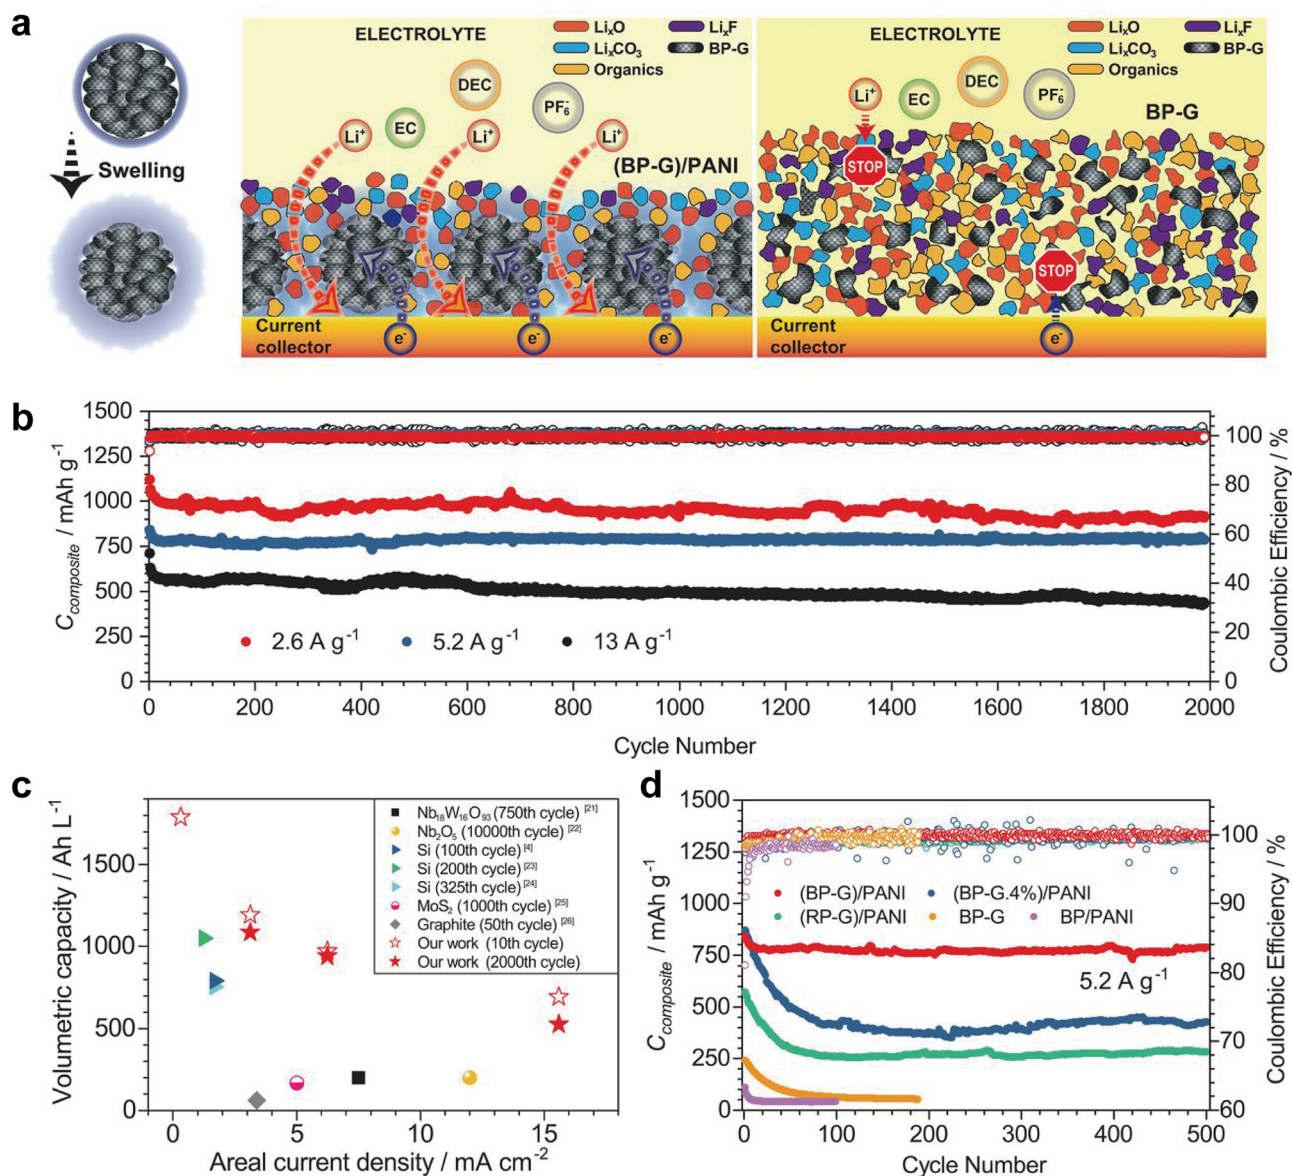 a
Swelling
ELECTROLYTE
LiₓO
LiₓF
LiₓCO₃
BP-G
Organics
DEC
EC
PF₆⁻
Li⁺
Li⁺
Li⁺
(BP-G)/PANI
Current
collector
e⁻
e⁻
e⁻
ELECTROLYTE
LiₓO
LiₓF
LiₓCO₃
BP-G
Organics
Li⁺
EC
DEC
PF₆⁻
BP-G
STOP
STOP
Current
collector
e⁻
b
C composite / mAh g⁻¹
1500
1250
1000
750
500
250
0
100
80
60
40
20
0
Coulombic Efficiency / %
2.6 A g⁻¹
5.2 A g⁻¹
13 A g⁻¹
0 200 400 600 800 1000 1200 1400 1600 1800 2000
Cycle Number
c
Volumetric capacity / Ah L⁻¹
1500
1000
500
0
Nb₁₈W₁₆O₉₃ (750th cycle) [21]
Nb₂O₅ (10000th cycle) [22]
Si (100th cycle) [4]
Si (200th cycle) [23]
Si (325th cycle) [24]
MoS₂ (1000th cycle) [25]
Graphite (50th cycle) [26]
Our work (10th cycle)
Our work (2000th cycle)
0 5 10 15
Areal current density / mA cm⁻²
d
C composite / mAh g⁻¹
1500
1250
1000
750
500
250
0
100
90
80
70
60
Coulombic Efficiency / %
(BP-G)/PANI
(BP-G.4%)/PANI
(RP-G)/PANI
BP-G
BP/PANI
5.2 A g⁻¹
0 100 200 300 400 500
Cycle Number